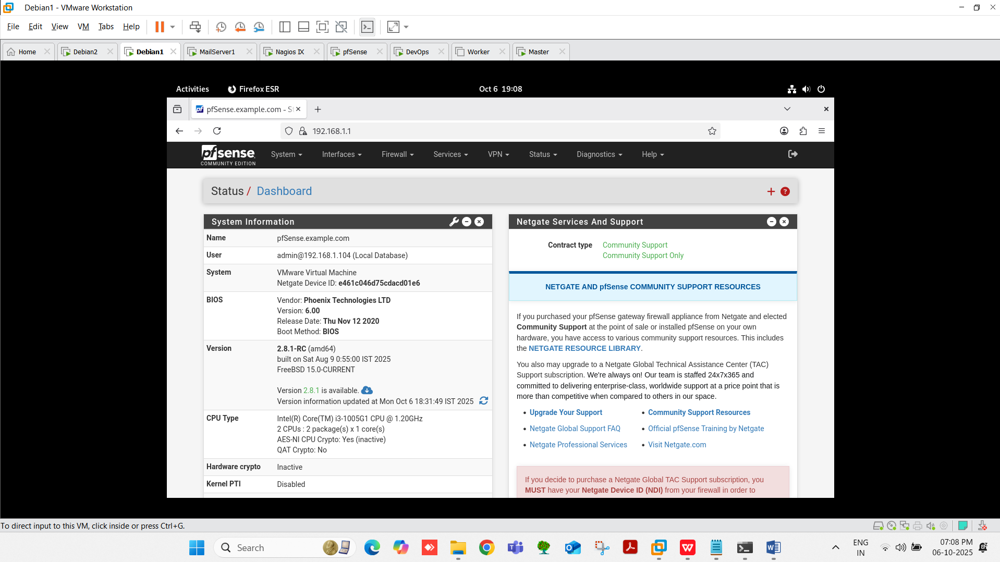 Debian1 - VMware Workstation
File Edit View VM Tabs Help
Home Debian2 Debian1 MailServer1 Nagios IX pfSense DevOps Worker Master
Activities Firefox ESR Oct 6 19:08
pfSense.example.com - St
192.168.1.1
pfsense
COMMUNITY EDITION
System Interfaces Firewall Services VPN Status Diagnostics Help
Status / Dashboard
System Information
Name pfSense.example.com
User admin@192.168.1.104 (Local Database)
System VMware Virtual Machine
Netgate Device ID: e461c046d75cdacd01e6
BIOS Vendor: Phoenix Technologies LTD
Version: 6.00
Release Date: Thu Nov 12 2020
Boot Method: BIOS
Version 2.8.1-RC (amd64)
built on Sat Aug 9 0:55:00 IST 2025
FreeBSD 15.0-CURRENT
Version 2.8.1 is available.
Version information updated at Mon Oct 6 18:31:49 IST 2025
CPU Type Intel(R) Core(TM) i3-1005G1 CPU @ 1.20GHz
2 CPUs : 2 package(s) x 1 core(s)
AES-NI CPU Crypto: Yes (inactive)
QAT Crypto: No
Hardware crypto Inactive
Kernel PTI Disabled
Netgate Services And Support
Contract type Community Support
Community Support Only
NETGATE AND pfSense COMMUNITY SUPPORT RESOURCES
If you purchased your pfSense gateway firewall appliance from Netgate and elected
Community Support at the point of sale or installed pfSense on your own
hardware, you have access to various community support resources. This includes
the NETGATE RESOURCE LIBRARY.
You also may upgrade to a Netgate Global Technical Assistance Center (TAC)
Support subscription. We're always on! Our team is staffed 24x7x365 and
committed to delivering enterprise-class, worldwide support at a price point that is
more than competitive when compared to others in our space.
• Upgrade Your Support • Community Support Resources
• Netgate Global Support FAQ • Official pfSense Training by Netgate
• Netgate Professional Services • Visit Netgate.com
If you decide to purchase a Netgate Global TAC Support subscription, you
MUST have your Netgate Device ID (NDI) from your firewall in order to
To direct input to this VM, click inside or press Ctrl+G.
Search
ENG
IN
07:08 PM
06-10-2025